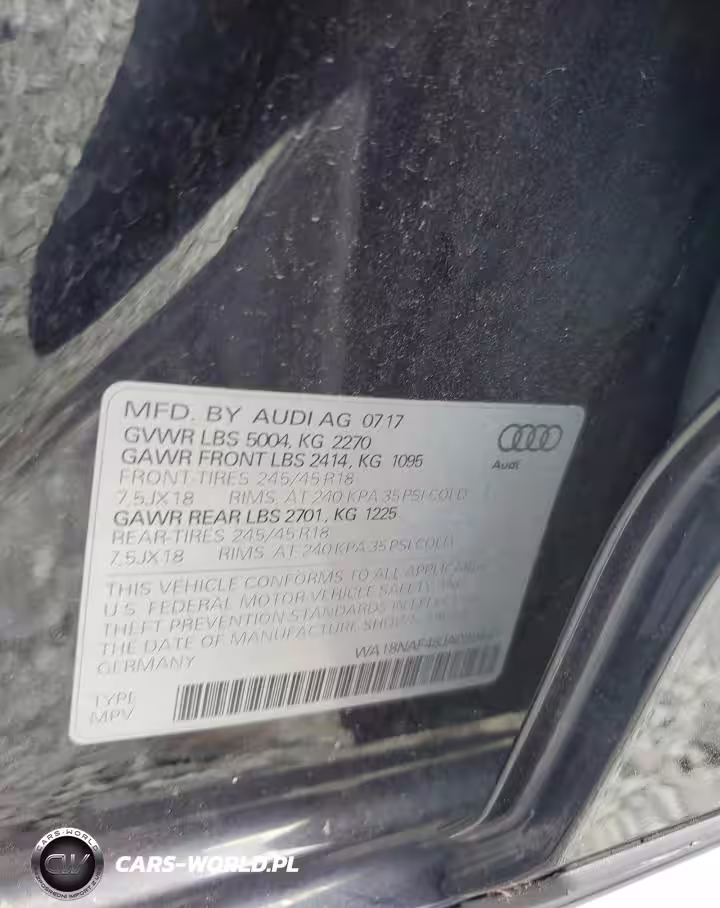 MFD. BY AUDI AG 07 17
GVWR LBS 5004, KG 2270
GAWR FRONT LBS 2414, KG 1095
FRONT-TIRES 245/45 R18
7,5JX18 RIMS, AT 240 KPA 35 PSI COLD
GAWR REAR LBS 2701, KG 1225
REAR-TIRES 245/45 R18
7,5JX18 RIMS, AT 240 KPA 35 PSI COLD
Audi
THIS VEHICLE CONFORMS TO ALL
U.S. FEDERAL MOTOR VEHICLE SAFETY
THEFT PREVENTION STANDARDS IN
THE DATE OF MANUFACTURE
GERMANY
TYPE
MPV
CARS-WORLD
CW
CARS-WORLD.PL